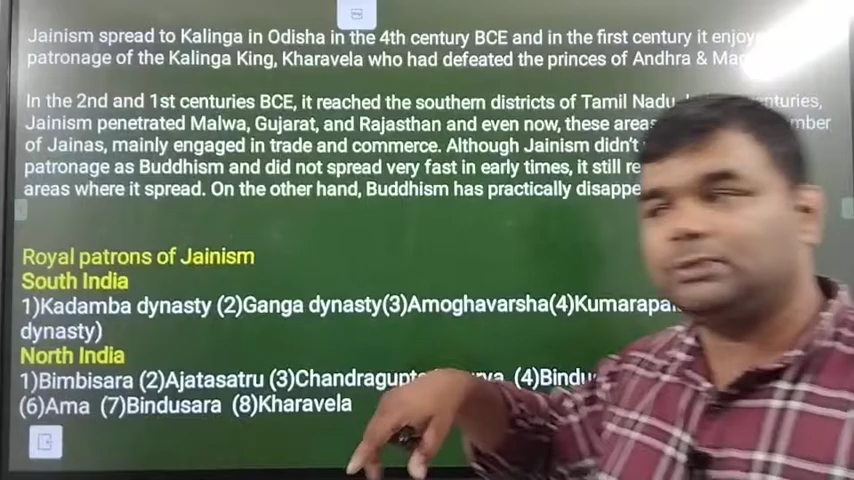 Jainism spread to Kalinga in Odisha in the 4th century BCE and in the first century it enjoy
patronage of the Kalinga King, Kharavela who had defeated the princes of Andhra & Mag
In the 2nd and 1st centuries BCE, it reached the southern districts of Tamil Nadu. centuries,
Jainism penetrated Malwa, Gujarat, and Rajasthan and even now, these areas
of Jainas, mainly engaged in trade and commerce. Although Jainism didn't
patronage as Buddhism and did not spread very fast in early times, it still
areas where it spread. On the other hand, Buddhism has practically
Royal patrons of Jainism
South India
1)Kadamba dynasty (2)Ganga dynasty(3)Amoghavarsha(4)Kumarapa
dynasty)
North India
1)Bimbisara (2)Ajatasatru (3)Chandragupt (4)Bindu
(6)Ama (7)Bindusara (8)Kharavela